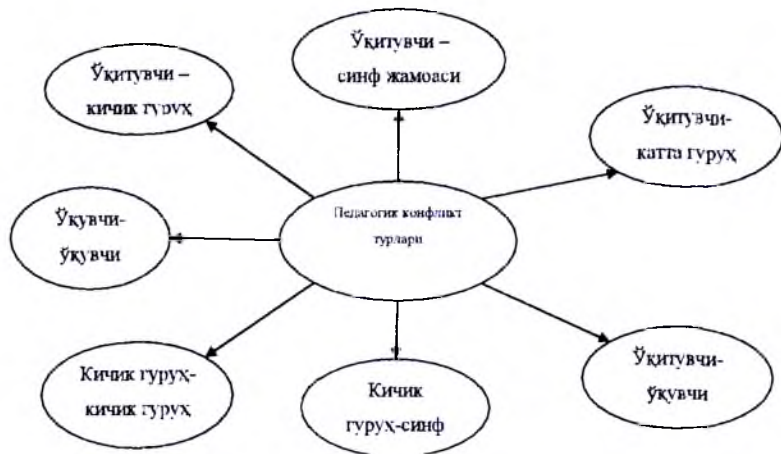 Ўқитувчи –
синф жамоаси
Ўқитувчи –
кичик гуруҳ
Ўқитувчи-
катта гуруҳ
Педагогик конфликт
турлари
Ўқувчи-
ўқувчи
Кичик гуруҳ-
кичик гуруҳ
Кичик
гуруҳ-синф
Ўқитувчи-
ўқувчи